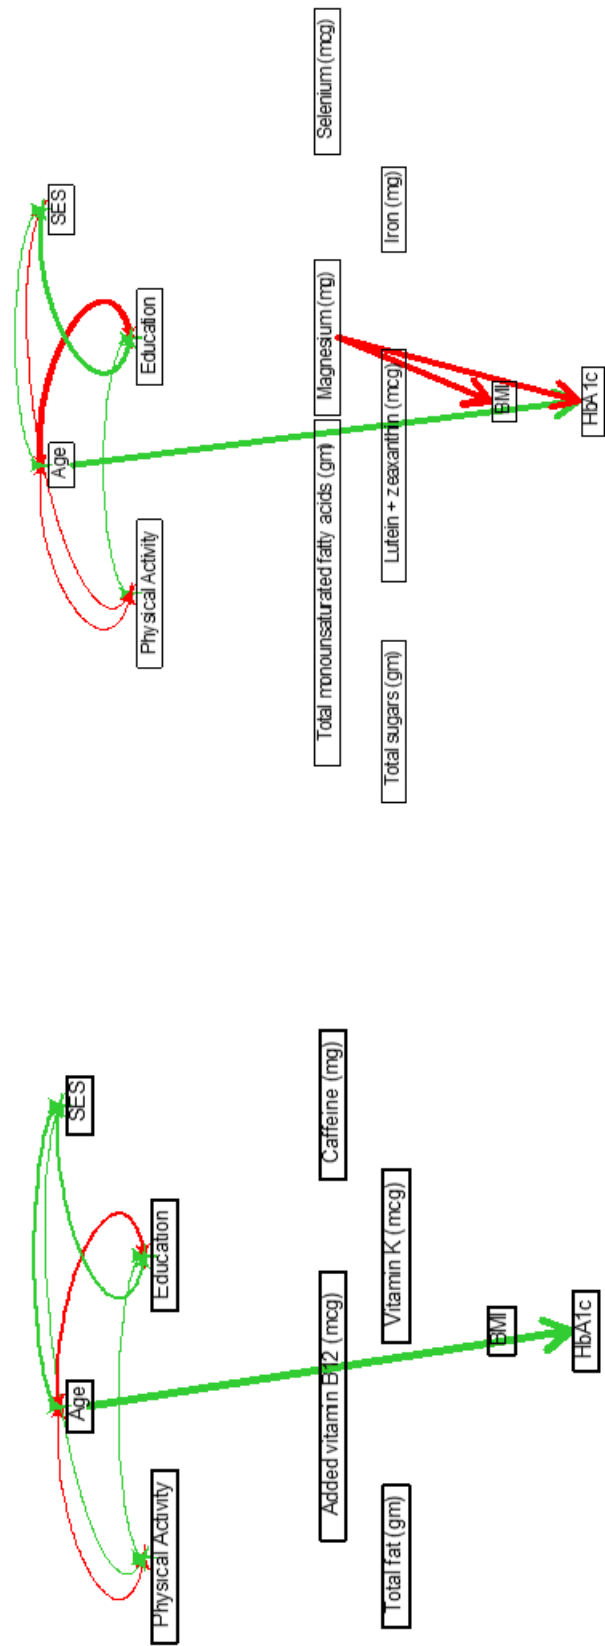 SES
Age
Education
Physical Activity
Selenium (mcg)
Magnesium (mg)
Total monounsaturated fatty acids (gm)
Iron (mg)
Lutein + zeaxanthin (mcg)
Total sugars (gm)
BMI
HbA1c
SES
Age
Education
Physical Activity
Caffeine (mg)
Added vitamin B12 (mcg)
Vitamin K (mcg)
Total fat (gm)
BMI
HbA1c